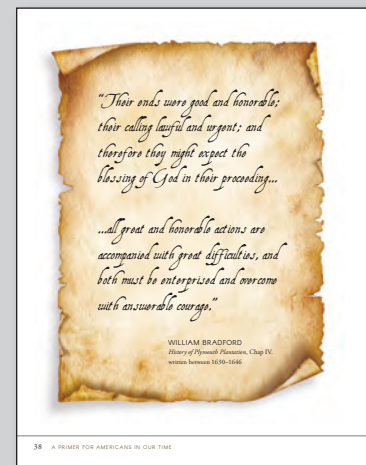 “Their ends were good and honorable;
their calling lawful and urgent; and
therefore they might expect the
blessing of God in their proceeding...
...all great and honorable actions are
accompanied with great difficulties, and
both must be enterprised and overcome
with answerable courage.”
WILLIAM BRADFORD
History of Plymouth Plantation, Chap IV.
written between 1630–1646
38 A PRIMER FOR AMERICANS IN OUR TIME